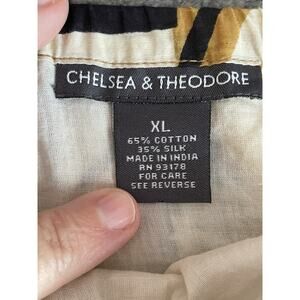 CHELSEA & THEODORE
XL
65% COTTON
35% SILK
MADE IN INDIA
RN 93178
FOR CARE
SEE REVERSE